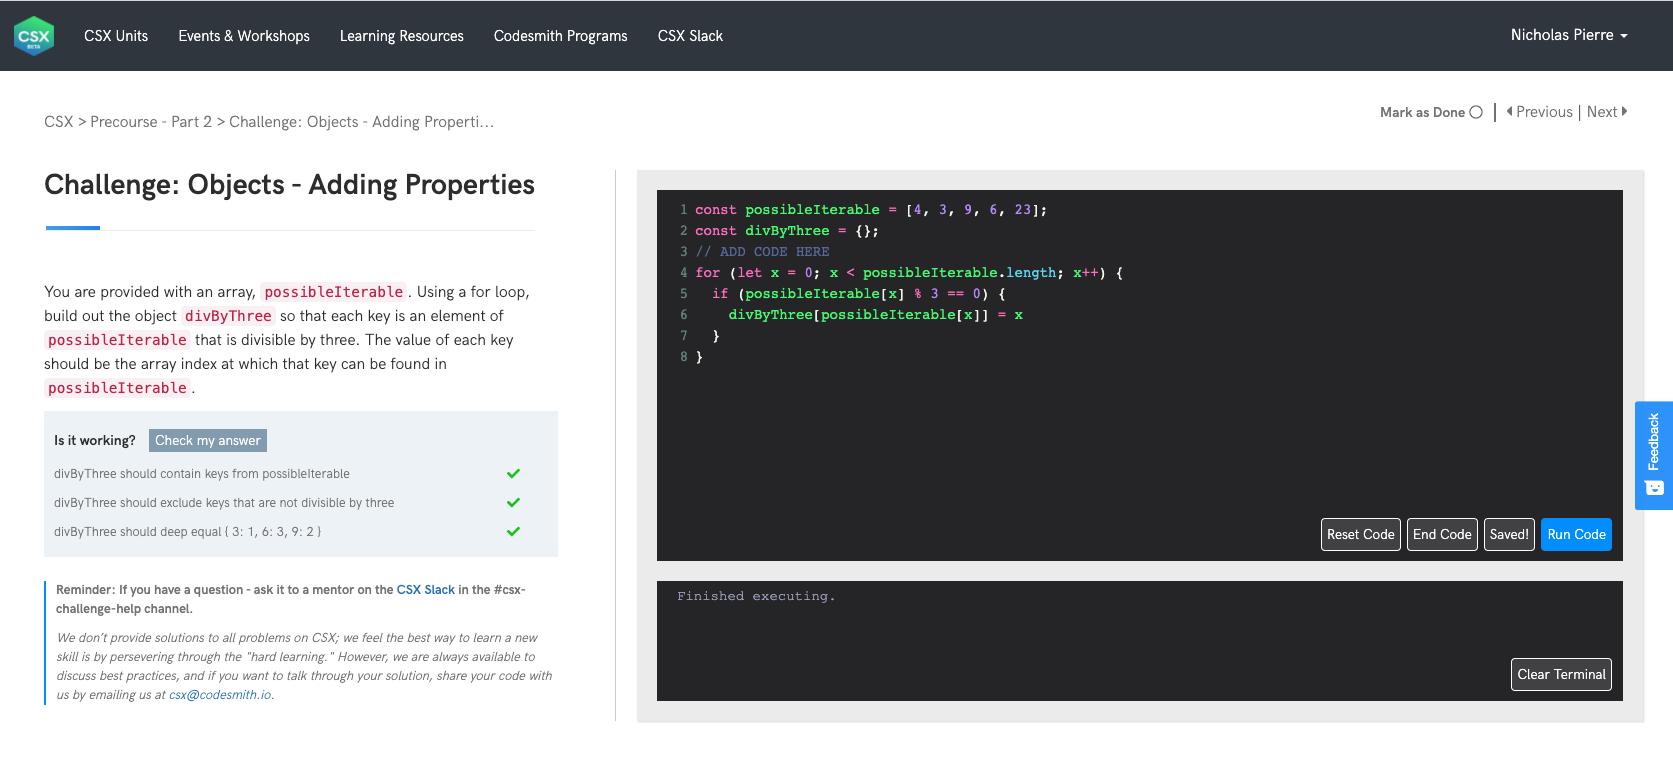 CSX
BETA
CSX Units
Events & Workshops
Learning Resources
Codesmith Programs
CSX Slack
Nicholas Pierre
CSX > Precourse - Part 2 > Challenge: Objects - Adding Properti...
Mark as Done
Previous | Next
Challenge: Objects - Adding Properties
You are provided with an array, possibleIterable. Using a for loop,
build out the object divByThree so that each key is an element of
possibleIterable that is divisible by three. The value of each key
should be the array index at which that key can be found in
possibleIterable.
Is it working? Check my answer
divByThree should contain keys from possibleIterable
divByThree should exclude keys that are not divisible by three
divByThree should deep equal { 3: 1, 6: 3, 9: 2 }
Reminder: If you have a question - ask it to a mentor on the CSX Slack in the #csx-
challenge-help channel.
We don't provide solutions to all problems on CSX; we feel the best way to learn a new
skill is by persevering through the "hard learning." However, we are always available to
discuss best practices, and if you want to talk through your solution, share your code with
us by emailing us at csx@codesmith.io.
1 const possibleIterable = [4, 3, 9, 6, 23];
2 const divByThree = {};
3 // ADD CODE HERE
4 for (let x = 0; x < possibleIterable.length; x++) {
5   if (possibleIterable[x] % 3 == 0) {
6     divByThree[possibleIterable[x]] = x
7   }
8 }
Reset Code
End Code
Saved!
Run Code
Finished executing.
Clear Terminal
Feedback